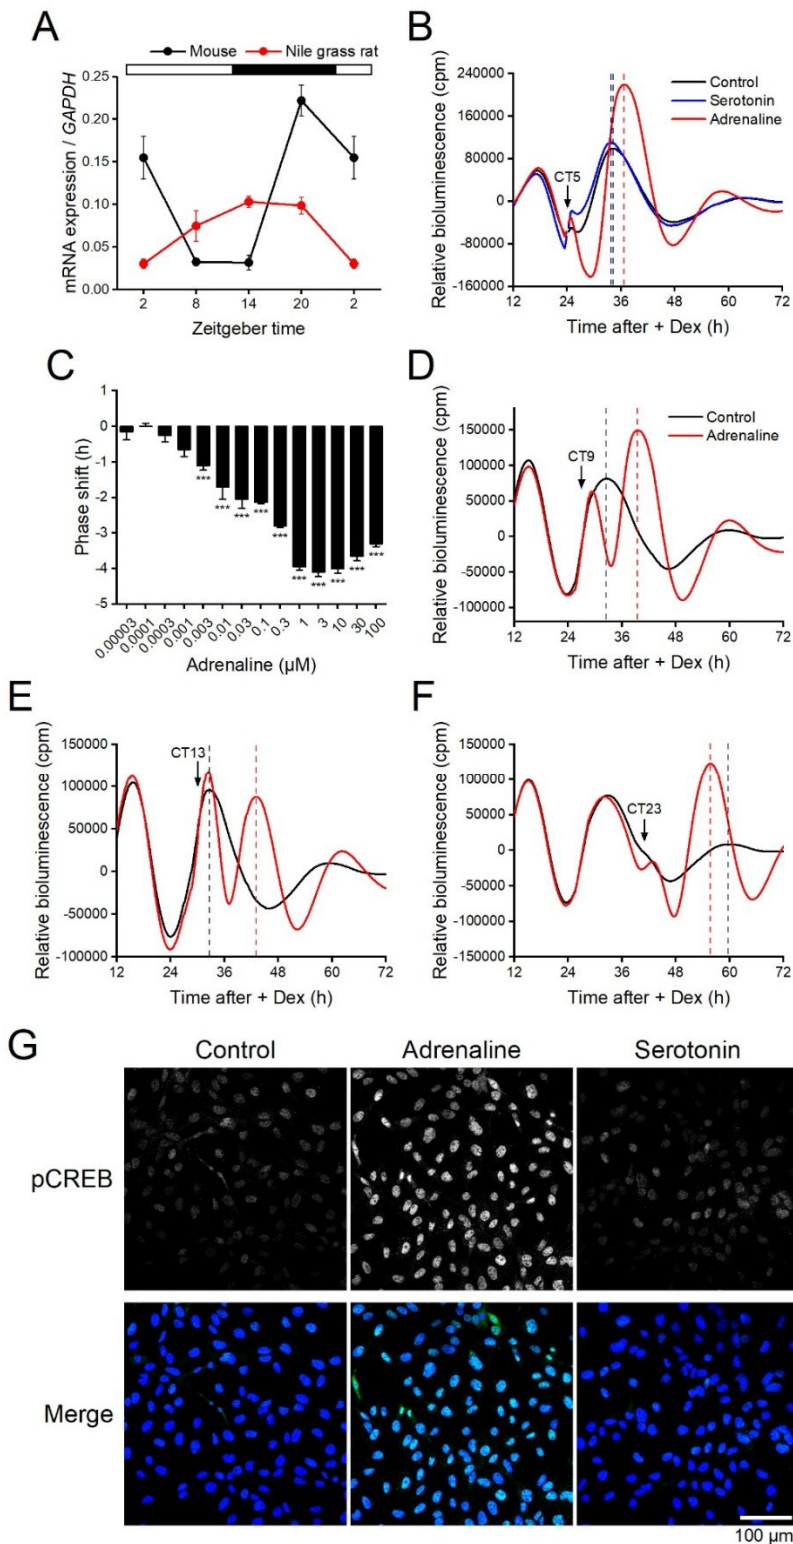 A
Mouse Nile grass rat
mRNA expression / GAPDH
0.25
0.20
0.15
0.10
0.05
0.00
2 8 14 20 2
Zeitgeber time
B
Relative bioluminescence (cpm)
240000
160000
80000
0
-80000
-160000
Control
Serotonin
Adrenaline
CT5
12 24 36 48 60 72
Time after + Dex (h)
C
Phase shift (h)
1
0
-1
-2
-3
-4
-5
*** *** *** *** *** *** *** *** *** ***
0.00003 0.0001 0.0003 0.001 0.003 0.01 0.03 0.1 0.3 1 3 10 30 100
Adrenaline (µM)
D
Relative bioluminescence (cpm)
150000
100000
50000
0
-50000
-100000
Control
Adrenaline
CT9
12 24 36 48 60 72
Time after + Dex (h)
E
Relative bioluminescence (cpm)
150000
100000
50000
0
-50000
-100000
CT13
12 24 36 48 60 72
Time after + Dex (h)
F
Relative bioluminescence (cpm)
150000
100000
50000
0
-50000
-100000
-150000
CT23
12 24 36 48 60 72
Time after + Dex (h)
G
Control Adrenaline Serotonin
pCREB
Merge
100 µm